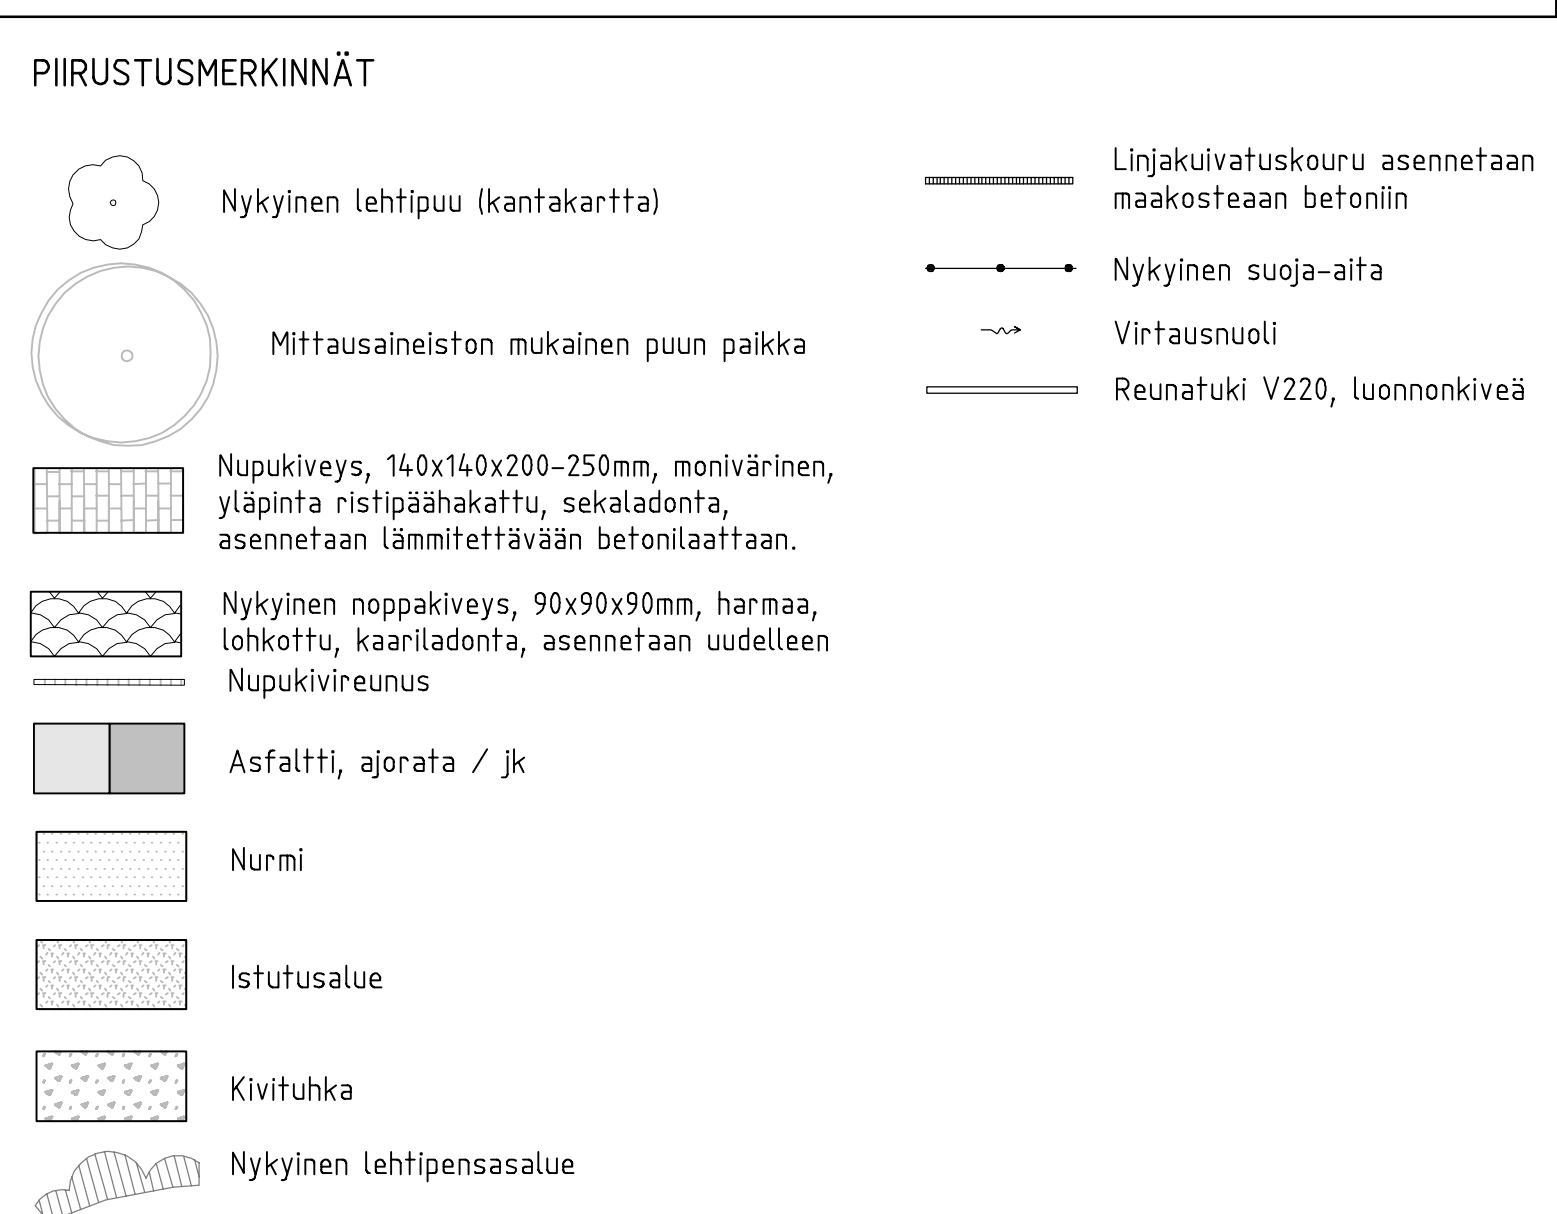 PIIRUSTUSMERKINNÄT
Nykyinen lehtipuu (kantakartta)
Mittausaineiston mukainen puun paikka
Nupukiveys, 140x140x200-250mm, monivärinen,
yläpinta ristipäähakattu, sekaladonta,
asennetaan lämmitettävään betonilaattaan.
Nykyinen noppakiveys, 90x90x90mm, harmaa,
lohkottu, kaariladonta, asennetaan uudelleen
Nupukivireunus
Asfaltti, ajorata / jk
Nurmi
Istutusalue
Kivituhka
Nykyinen lehtipensasalue
Linjakuivatuskouru asennetaan
maakosteaan betoniin
Nykyinen suoja-aita
Virtausnuoli
Reunatuki V220, luonnonkiveä